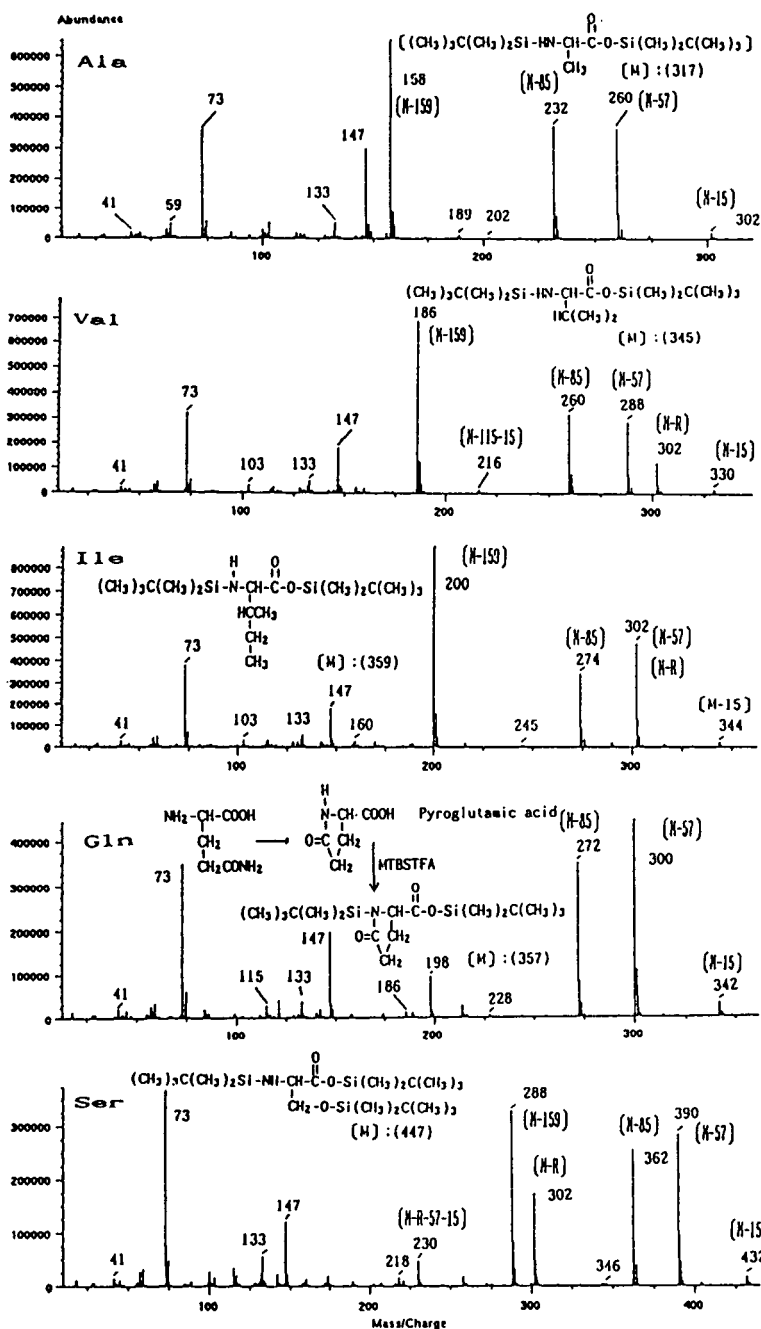 Abundance
Ala
[(CH3)3C(CH3)2Si-HN-CH-C-O-Si(CH3)2C(CH3)3]
O
CH3
[M]:(317)
600000
500000
400000
300000
200000
100000
0
41
59
73
133
147
158
(M-159)
189
202
(M-85)
232
260
(M-57)
(M-15)
302
100
200
300
Val
(CH3)3C(CH3)2Si-HN-CH-C-O-Si(CH3)2C(CH3)3
O
HC(CH3)2
[M]:(345)
700000
600000
500000
400000
300000
200000
100000
0
41
73
103
133
147
186
(M-159)
(M-115-15)
216
(M-85)
260
(M-57)
288
(M-R)
302
(M-15)
330
100
200
300
Ile
H
O
(CH3)3C(CH3)2Si-N-CH-C-O-Si(CH3)2C(CH3)3
HCCH3
CH2
CH3
[M]:(359)
800000
700000
600000
500000
400000
300000
200000
100000
0
41
73
103
133
147
160
(M-159)
200
245
(M-85)
274
302
(M-57)
(M-R)
[M-15]
344
100
200
300
Gln
NH2-CH-COOH
CH2
CH2CONH2
H
N-CH-COOH
O=C
CH2
CH2
Pyroglutamic acid
MTBSTFA
O
(CH3)3C(CH3)2Si-N-CH-C-O-Si(CH3)2C(CH3)3
O=C
CH2
CH2
[M]:(357)
400000
300000
200000
100000
0
41
73
115
133
147
186
198
228
(M-85)
272
(M-57)
300
(M-15)
342
100
200
300
Ser
O
(CH3)3C(CH3)2Si-NH-CH-C-O-Si(CH3)2C(CH3)3
CH2-O-Si(CH3)2C(CH3)3
[M]:(447)
300000
200000
100000
0
41
73
133
147
218
(M-R-57-15)
230
288
(M-159)
(M-R)
302
346
(M-85)
362
390
(M-57)
(M-15
432
100
200
300
400
Mass/Charge